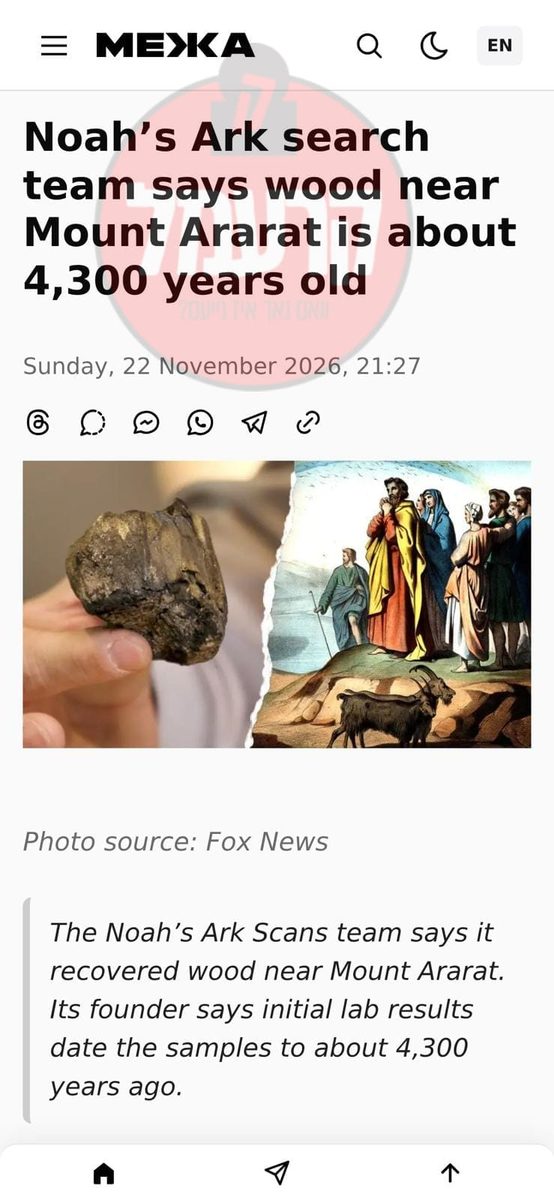 МЕЖА
EN
Noah’s Ark search
team says wood near
Mount Ararat is about
4,300 years old
Sunday, 22 November 2026, 21:27
Photo source: Fox News
The Noah’s Ark Scans team says it
recovered wood near Mount Ararat.
Its founder says initial lab results
date the samples to about 4,300
years ago.